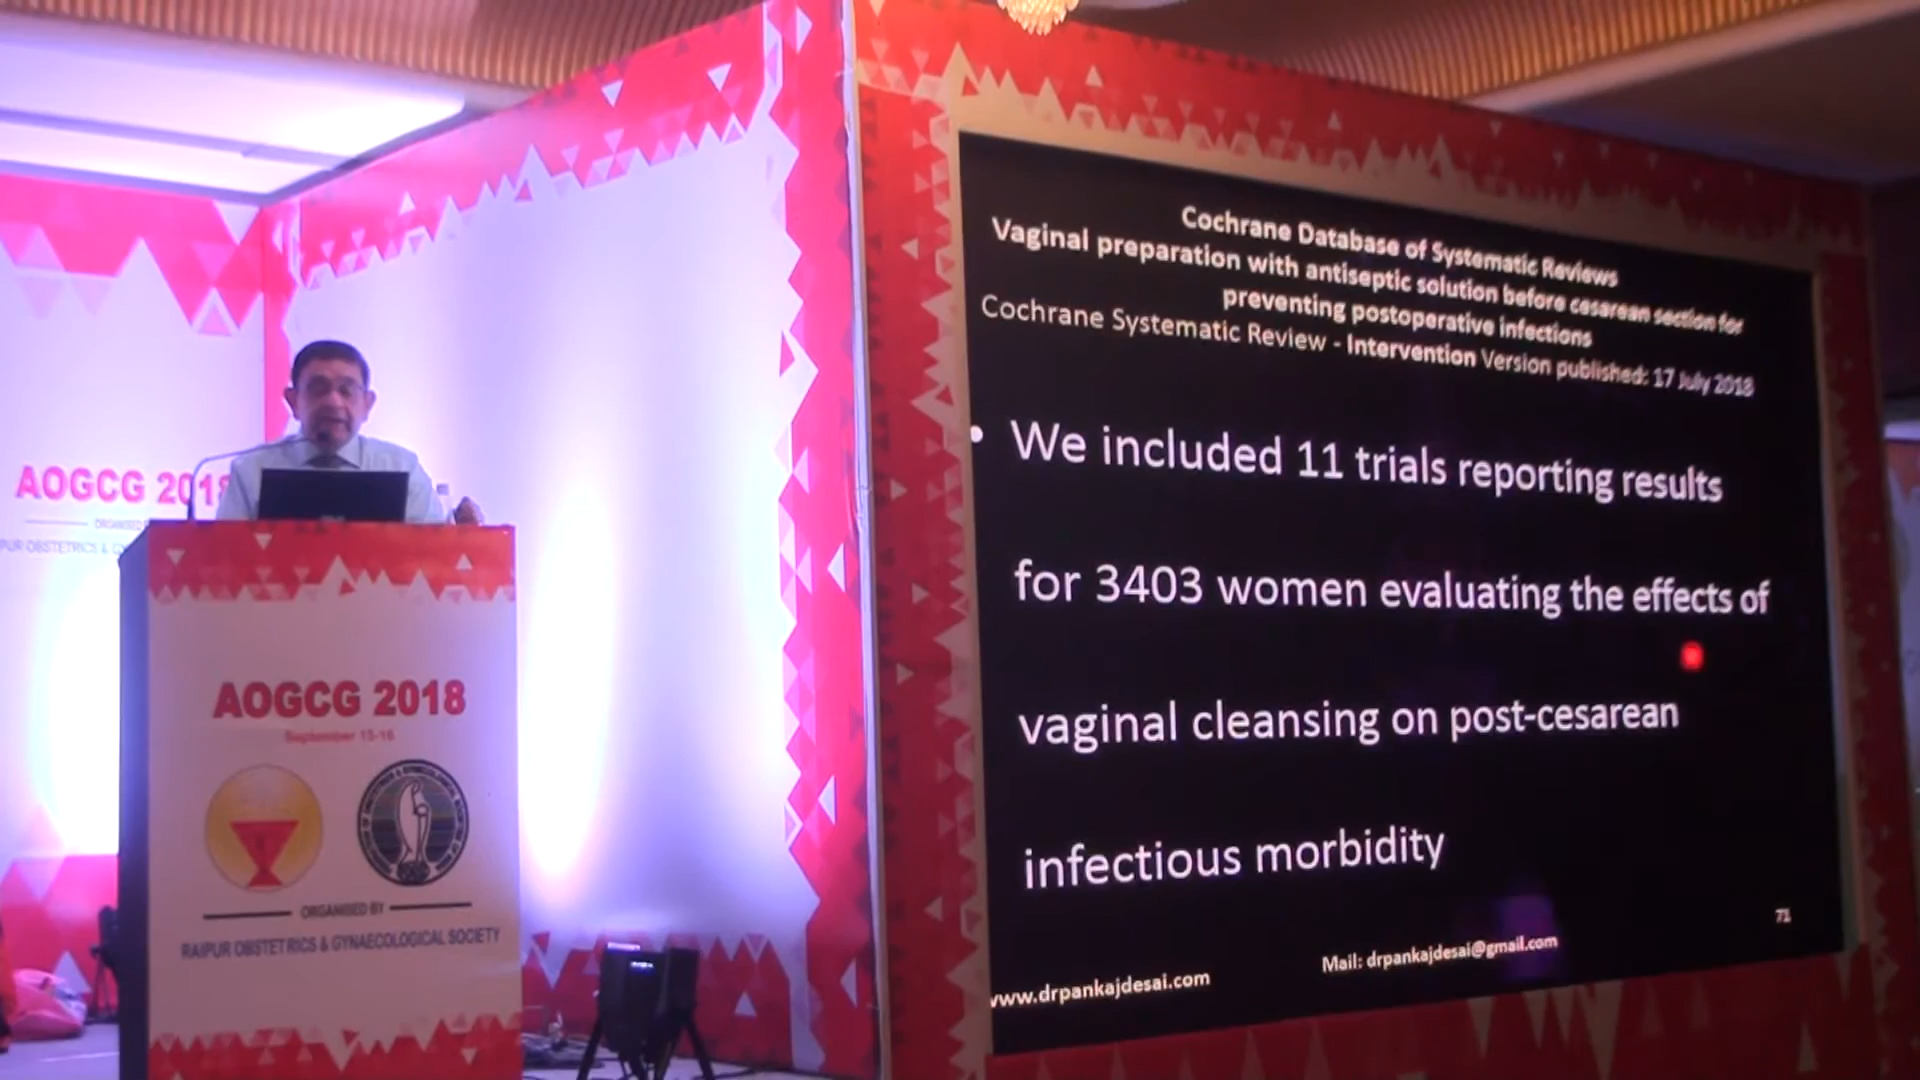 AOGCG 2018
ORGANISED B
PUR OBSTETRICS &
AOGCG 2018
September 15-16
ORGANISED BY
RAIPUR OBSTETRICS & GYNAECOLOGICAL SOCIETY
Cochrane Database of Systematic Reviews
Vaginal preparation with antiseptic solution before cesarean section for
preventing postoperative infections
Cochrane Systematic Review - Intervention Version published: 17 July 2018
• We included 11 trials reporting results
for 3403 women evaluating the effects of
vaginal cleansing on post-cesarean
infectious morbidity
71
www.drpankajdesai.com
Mail: drpankajdesai@gmail.com